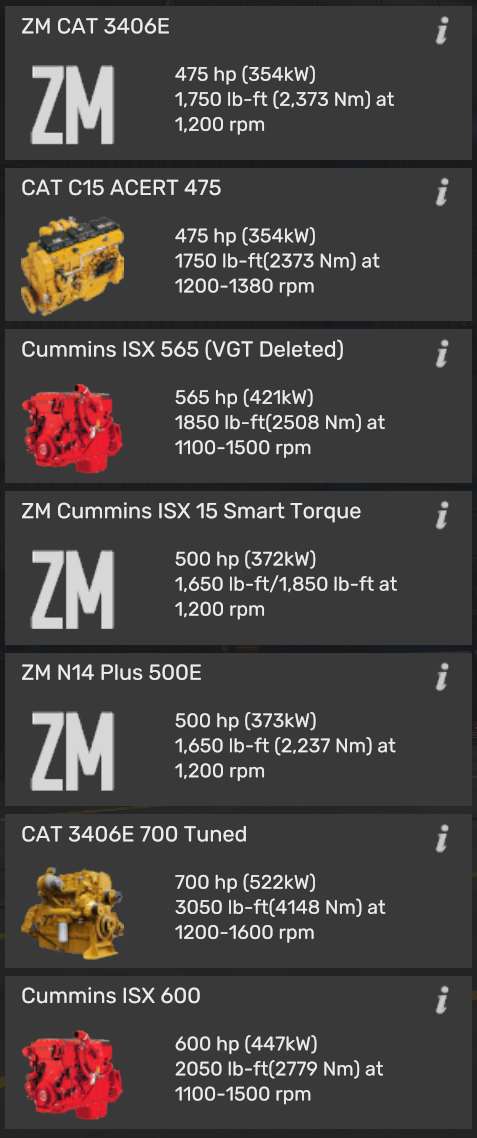 ZM CAT 3406E
ZM
475 hp (354kW)
1,750 lb-ft (2,373 Nm) at
1,200 rpm
CAT C15 ACERT 475
475 hp (354kW)
1750 lb-ft(2373 Nm) at
1200-1380 rpm
Cummins ISX 565 (VGT Deleted)
565 hp (421kW)
1850 lb-ft(2508 Nm) at
1100-1500 rpm
ZM Cummins ISX 15 Smart Torque
ZM
500 hp (372kW)
1,650 lb-ft/1,850 lb-ft at
1,200 rpm
ZM N14 Plus 500E
ZM
500 hp (373kW)
1,650 lb-ft (2,237 Nm) at
1,200 rpm
CAT 3406E 700 Tuned
700 hp (522kW)
3050 lb-ft(4148 Nm) at
1200-1600 rpm
Cummins ISX 600
600 hp (447kW)
2050 lb-ft(2779 Nm) at
1100-1500 rpm